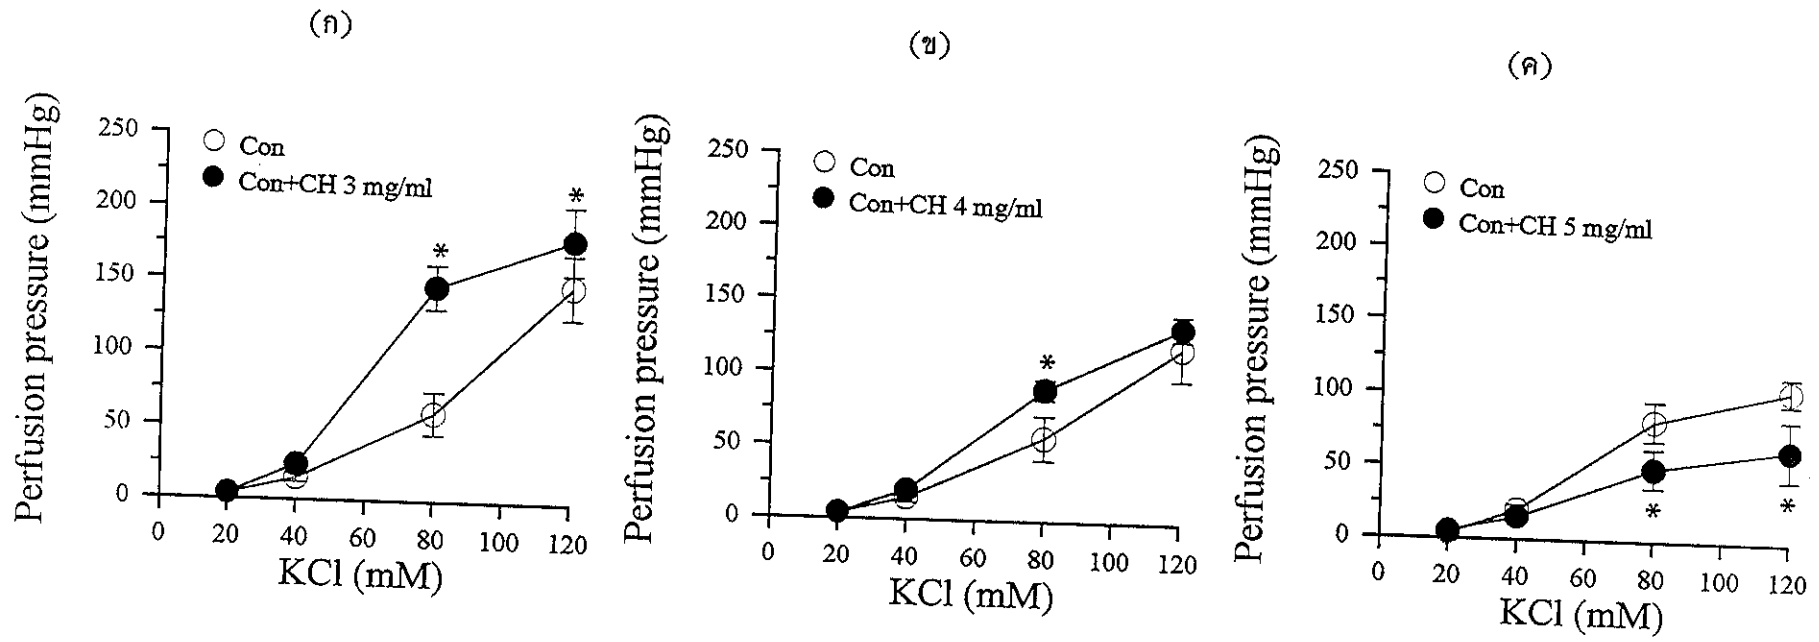 (ก)
Perfusion pressure (mmHg)
250
200
150
100
50
0
Con
Con+CH 3 mg/ml
*
*
0 20 40 60 80 100 120
KCl (mM)
(ข)
Perfusion pressure (mmHg)
250
200
150
100
50
0
Con
Con+CH 4 mg/ml
*
0 20 40 60 80 100 120
KCl (mM)
(ค)
Perfusion pressure (mmHg)
250
200
150
100
50
0
Con
Con+CH 5 mg/ml
*
*
0 20 40 60 80 100 120
KCl (mM)